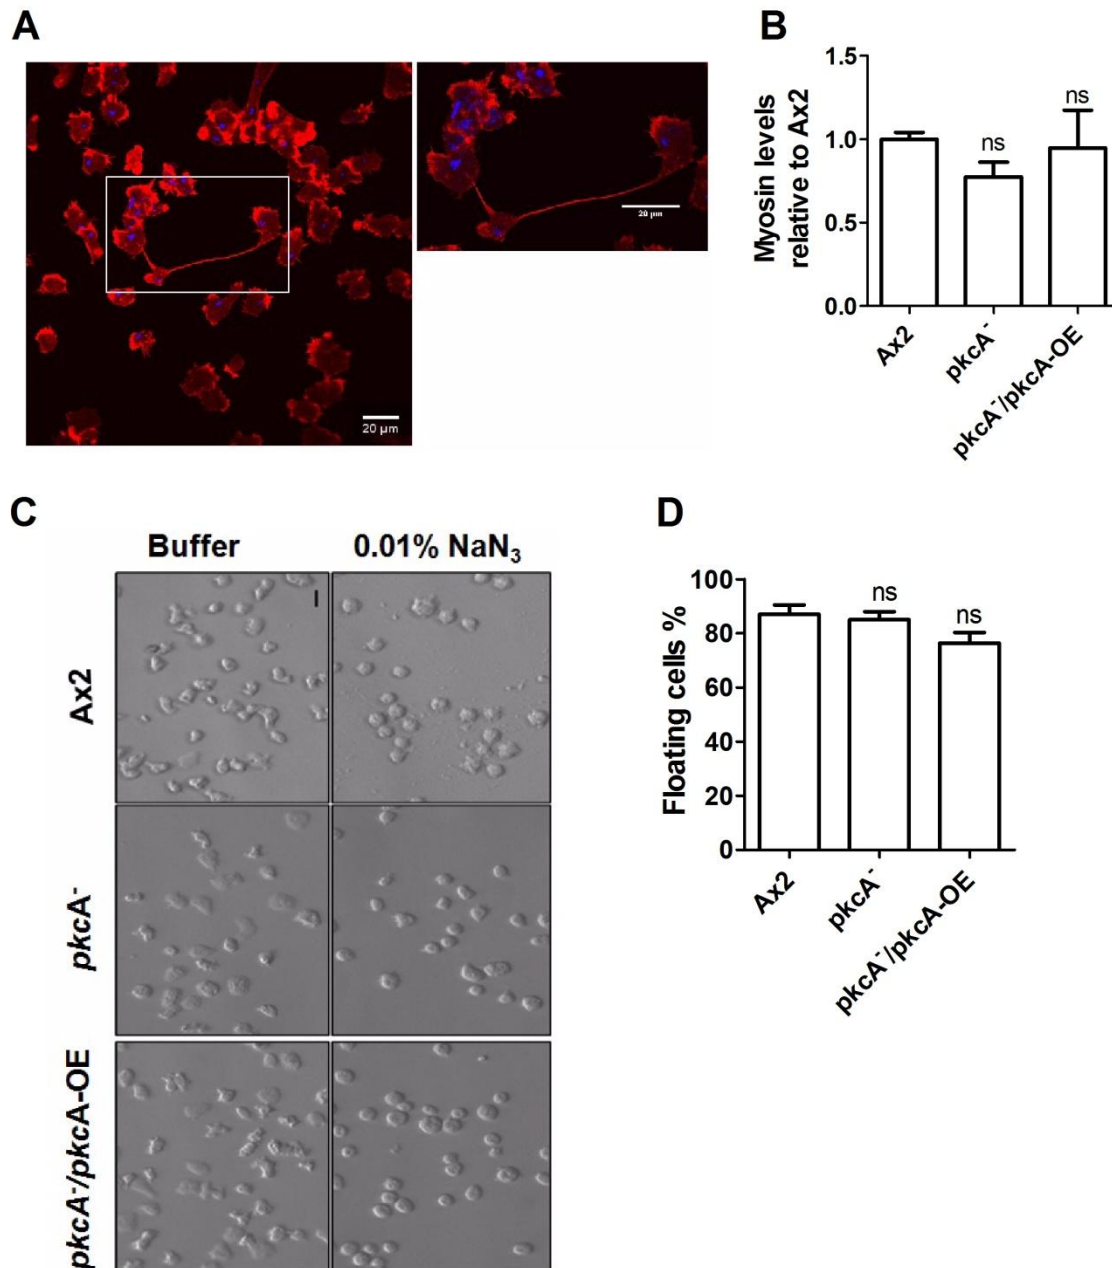 A
20 μm
20 μm
B
Myosin levels
relative to Ax2
1.5
1.0
0.5
0.0
ns
ns
Ax2
pkcA⁻
pkcA⁻/pkcA-OE
C
Buffer
0.01% NaN₃
Ax2
pkcA⁻
pkcA⁻/pkcA-OE
D
Floating cells %
100
80
60
40
20
0
ns
ns
Ax2
pkcA⁻
pkcA⁻/pkcA-OE